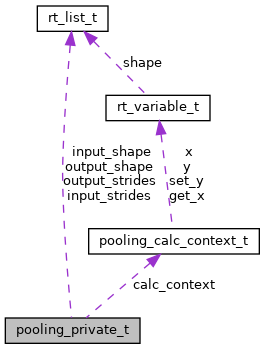 rt_list_t
shape
rt_variable_t
input_shape
output_shape
output_strides
input_strides
x
y
set_y
get_x
pooling_calc_context_t
calc_context
pooling_private_t